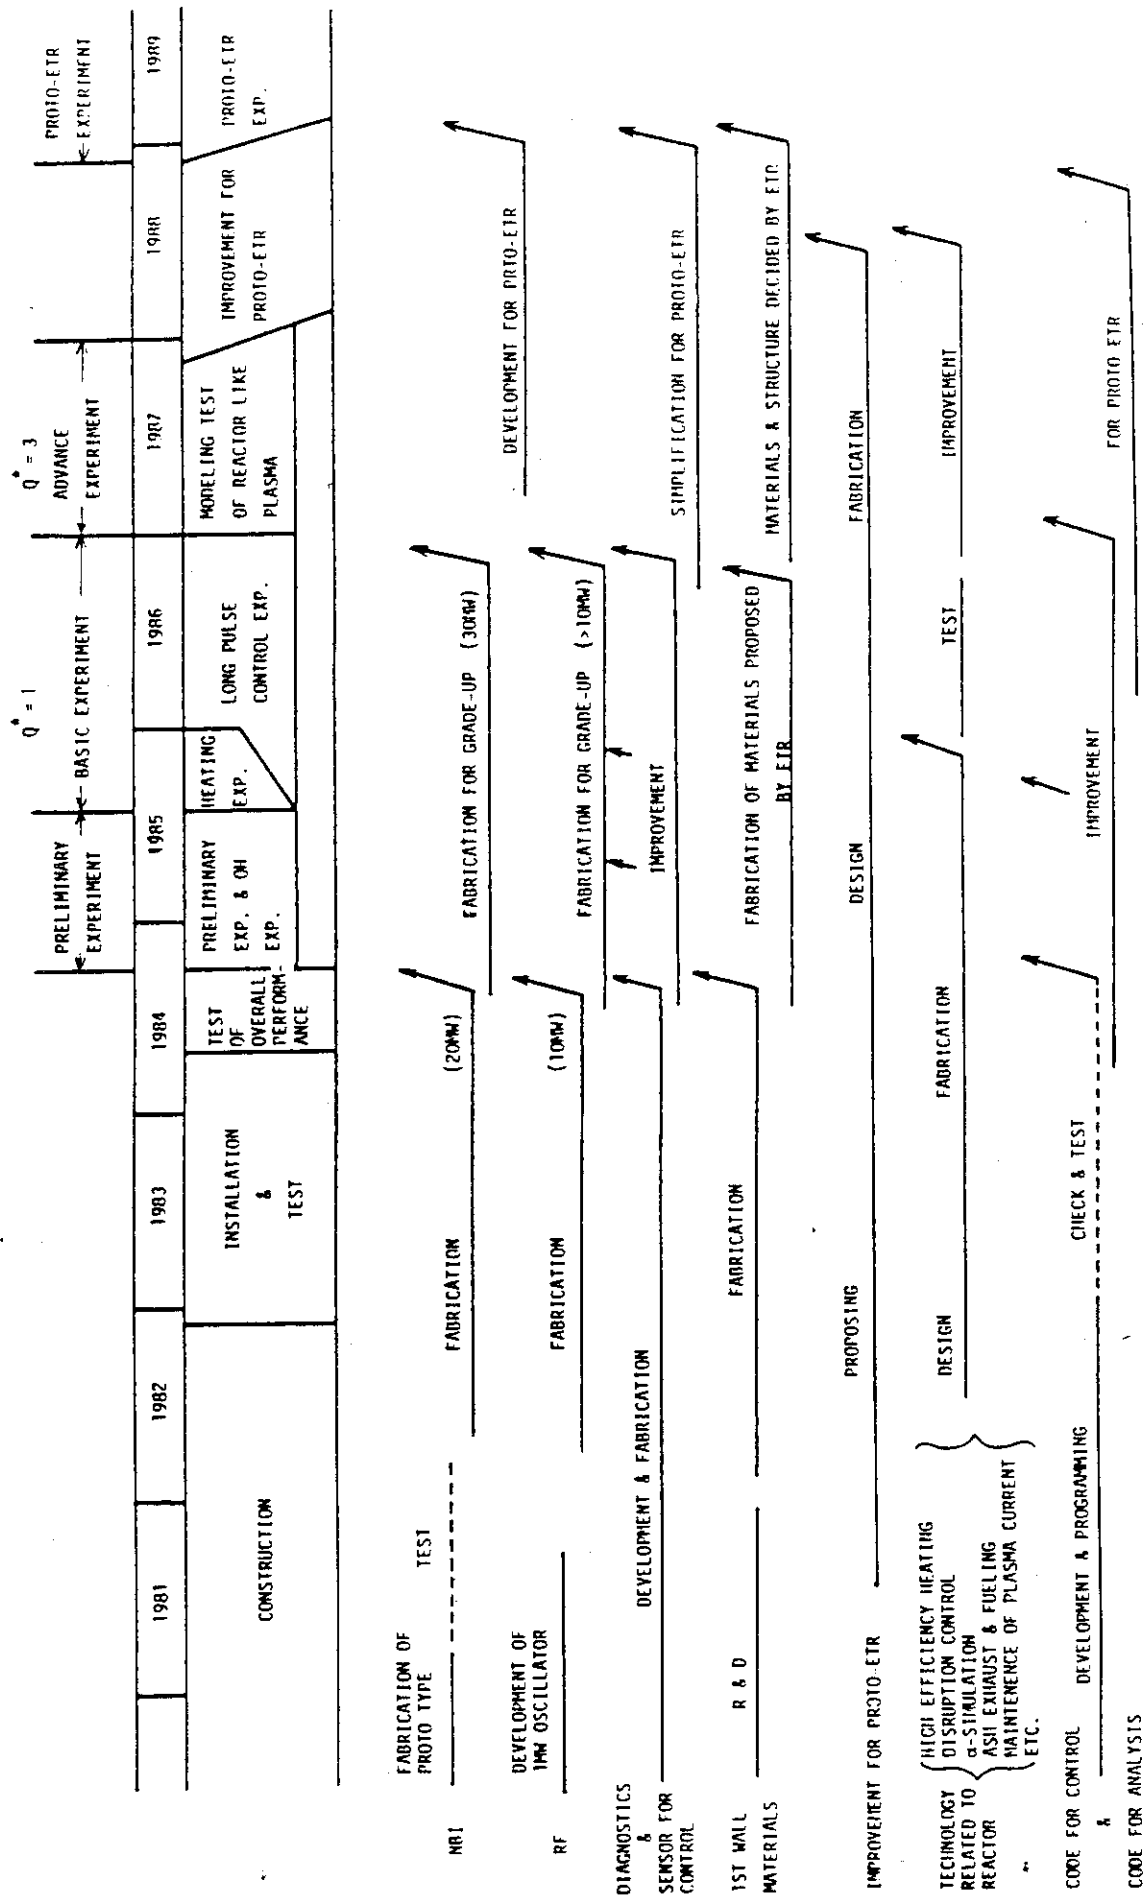 Q* = 1
Q* = 3
PRELIMINARY
EXPERIMENT
BASIC EXPERIMENT
ADVANCE
EXPERIMENT
PROTO-ETR
EXPERIMENT
1981
1982
1983
1984
1985
1986
1987
1988
1989
CONSTRUCTION
INSTALLATION
&
TEST
TEST
OF
OVERALL
PERFORM-
ANCE
PRELIMINARY
EXP. & OH
EXP.
HEATING
EXP.
LONG PULSE
CONTROL EXP.
MODELING TEST
OF REACTOR LIKE
PLASMA
IMPROVEMENT FOR
PROTO-ETR
PROTO-ETR
EXP.
NBI
FABRICATION OF
PROTO TYPE
TEST
FABRICATION
(20MW)
FABRICATION FOR GRADE-UP (30MW)
DEVELOPMENT FOR PRTO-ETR
RF
DEVELOPMENT OF
1MW OSCILLATOR
FABRICATION
(10MW)
FABRICATION FOR GRADE-UP (>10MW)
DIAGNOSTICS
&
SENSOR FOR
CONTROL
DEVELOPMENT & FABRICATION
IMPROVEMENT
SIMPLIFICATION FOR PROTO-ETR
1ST WALL
MATERIALS
R & D
FABRICATION
FABRICATION OF MATERIALS PROPOSED
BY ETR
MATERIALS & STRUCTURE DECIDED BY ETR
IMPROVEMENT FOR PROTO-ETR
PROPOSING
DESIGN
FABRICATION
TECHNOLOGY
RELATED TO
REACTOR
HIGH EFFICIENCY HEATING
DISRUPTION CONTROL
α-SIMULATION
ASH EXHAUST & FUELING
MAINTENENCE OF PLASMA CURRENT
ETC.
DESIGN
FABRICATION
TEST
IMPROVEMENT
CODE FOR CONTROL
&
CODE FOR ANALYSIS
DEVELOPMENT & PROGRAMMING
CHECK & TEST
IMPROVEMENT
FOR PROTO ETR